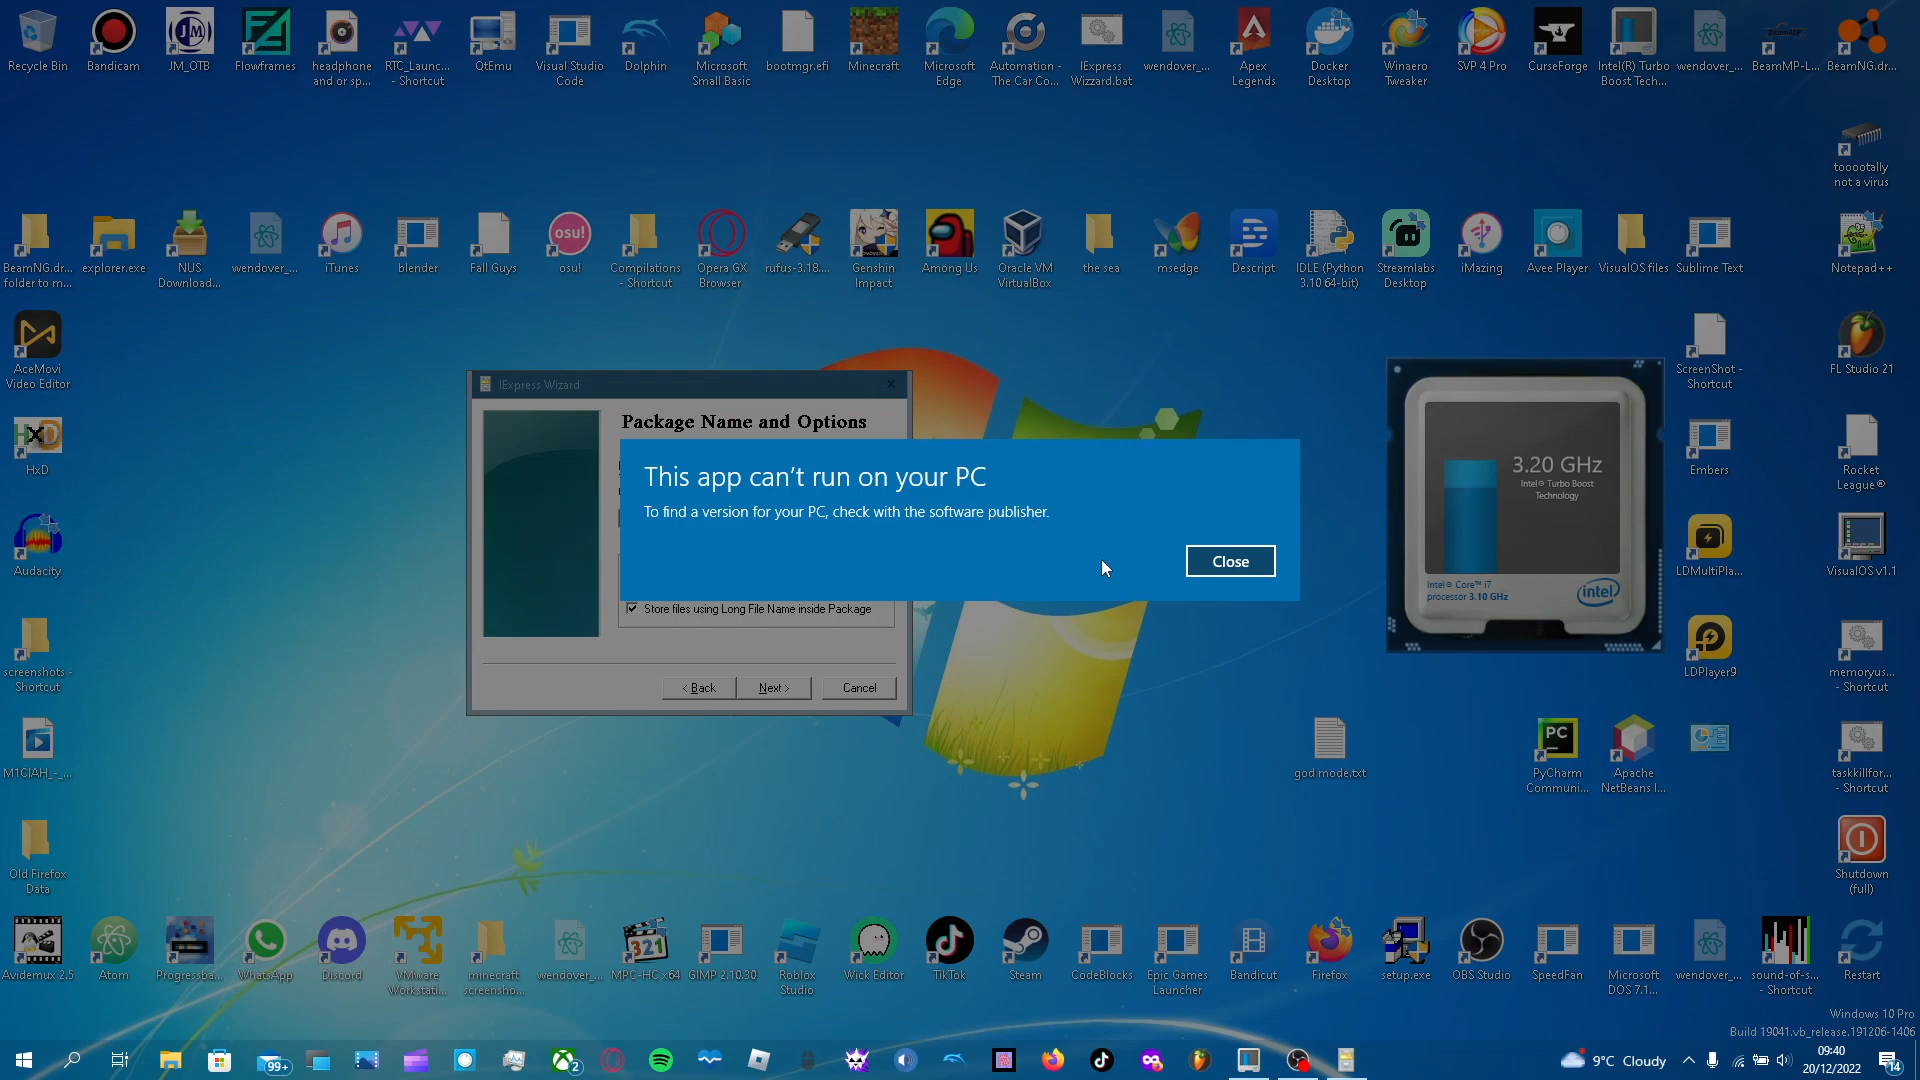 Recycle Bin
Bandicam
JM_OTB
Flowframes
headphone
and or sp...
RTC_Launc...
- Shortcut
QtEmu
Visual Studio
Code
Dolphin
Microsoft
Small Basic
bootmgr.efi
Minecraft
Microsoft
Edge
Automation -
The Car Co...
IExpress
Wizzard.bat
wendover_...
Apex
Legends
Docker
Desktop
Winaero
Tweaker
SVP 4 Pro
CurseForge
Intel(R) Turbo
Boost Tech...
wendover_...
BeamMP-L...
BeamNG.dr...
tooootally
not a virus
BeamNG.dr...
folder to m...
explorer.exe
NUS
Download...
wendover_...
iTunes
blender
Fall Guys
osu!
osu!
Compilations
- Shortcut
Opera GX
Browser
rufus-3.18....
Genshin
Impact
Among Us
Oracle VM
VirtualBox
the sea
msedge
Descript
IDLE (Python
3.10 64-bit)
Streamlabs
Desktop
iMazing
Avee Player
VisualOS files
Sublime Text
Notepad++
AceMovi
Video Editor
ScreenShot -
Shortcut
FL Studio 21
HxD
HxD
Embers
Rocket
League®
Audacity
LDMultiPla...
VisualOS v1.1
screenshots -
Shortcut
LDPlayer9
memoryus...
- Shortcut
IExpress Wizard
Package Name and Options
This app can't run on your PC
To find a version for your PC, check with the software publisher.
Close
Store files using Long File Name inside Package
< Back
Next >
Cancel
3.20 GHz
Intel® Turbo Boost
Technology
Intel® Core™ i7
processor 3.10 GHz
intel
M1CIAH_-_...
god mode.txt
PC
PyCharm
Communi...
Apache
NetBeans I...
taskkillfor...
- Shortcut
Old Firefox
Data
Shutdown
(full)
Avidemux 2.5
Atom
Progressba...
WhatsApp
Discord
VMware
Workstati...
minecraft
screensho...
wendover_...
321
MPC-HC x64
GIMP 2.10.30
Roblox
Studio
Wick Editor
TikTok
Steam
CodeBlocks
Epic Games
Launcher
Bandicut
Firefox
setup.exe
OBS Studio
SpeedFan
Microsoft
DOS 7.1...
wendover_...
sound-of-s...
- Shortcut
Restart
Windows 10 Pro
Build 19041.vb_release.191206-1406
99+
2
9°C Cloudy
09:40
20/12/2022
14